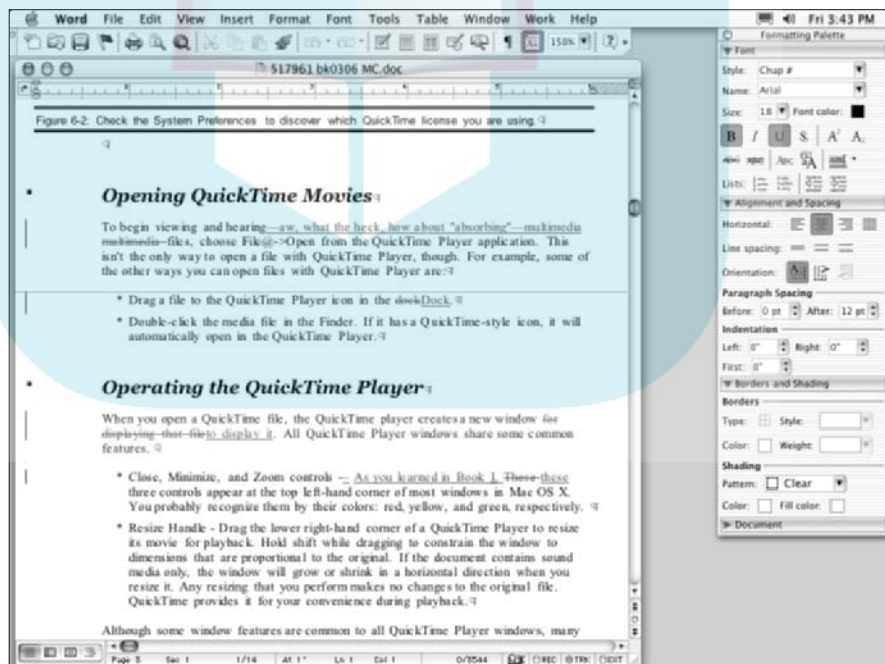 Word File Edit View Insert Format Font Tools Table Window Work Help Fri 3:43 PM
150%
517961 bk0306 MC.doc
Figure 6-2: Check the System Preferences to discover which QuickTime license you are using.
Opening QuickTime Movies
To begin viewing and hearing—aw, what the heck, how about "absorbing"—multimedia
multimedia files, choose File@->Open from the QuickTime Player application. This
isn't the only way to open a file with QuickTime Player, though. For example, some of
the other ways you can open files with QuickTime Player are:
* Drag a file to the QuickTime Player icon in the dockDock.
* Double-click the media file in the Finder. If it has a QuickTime-style icon, it will
automatically open in the QuickTime Player.
Operating the QuickTime Player
When you open a QuickTime file, the QuickTime player creates a new window for
displaying that fileto display it. All QuickTime Player windows share some common
features.
* Close, Minimize, and Zoom controls - As you learned in Book I, These these
three controls appear at the top left-hand corner of most windows in Mac OS X.
You probably recognize them by their colors: red, yellow, and green, respectively.
* Resize Handle - Drag the lower right-hand corner of a QuickTime Player to resize
its movie for playback. Hold shift while dragging to constrain the window to
dimensions that are proportional to the original. If the document contains sound
media only, the window will grow or shrink in a horizontal direction when you
resize it. Any resizing that you perform makes no changes to the original file.
QuickTime provides it for your convenience during playback.
Although some window features are common to all QuickTime Player windows, many
Page 5 Sec 1 1/14 At 1" Ln 1 Col 1 0/8544 REC TRK EXT
Formatting Palette
Font
Style: Chap #
Name: Arial
Size: 18 Font color:
B I U S A² A₂
abc Abc
Lists:
Alignment and Spacing
Horizontal:
Line spacing:
Orientation:
Paragraph Spacing
Before: 0 pt After: 12 pt
Indentation
Left: 0" Right: 0"
First: 0"
Borders and Shading
Borders
Type: Style:
Color: Weight:
Shading
Pattern: Clear
Color: Fill color:
Document